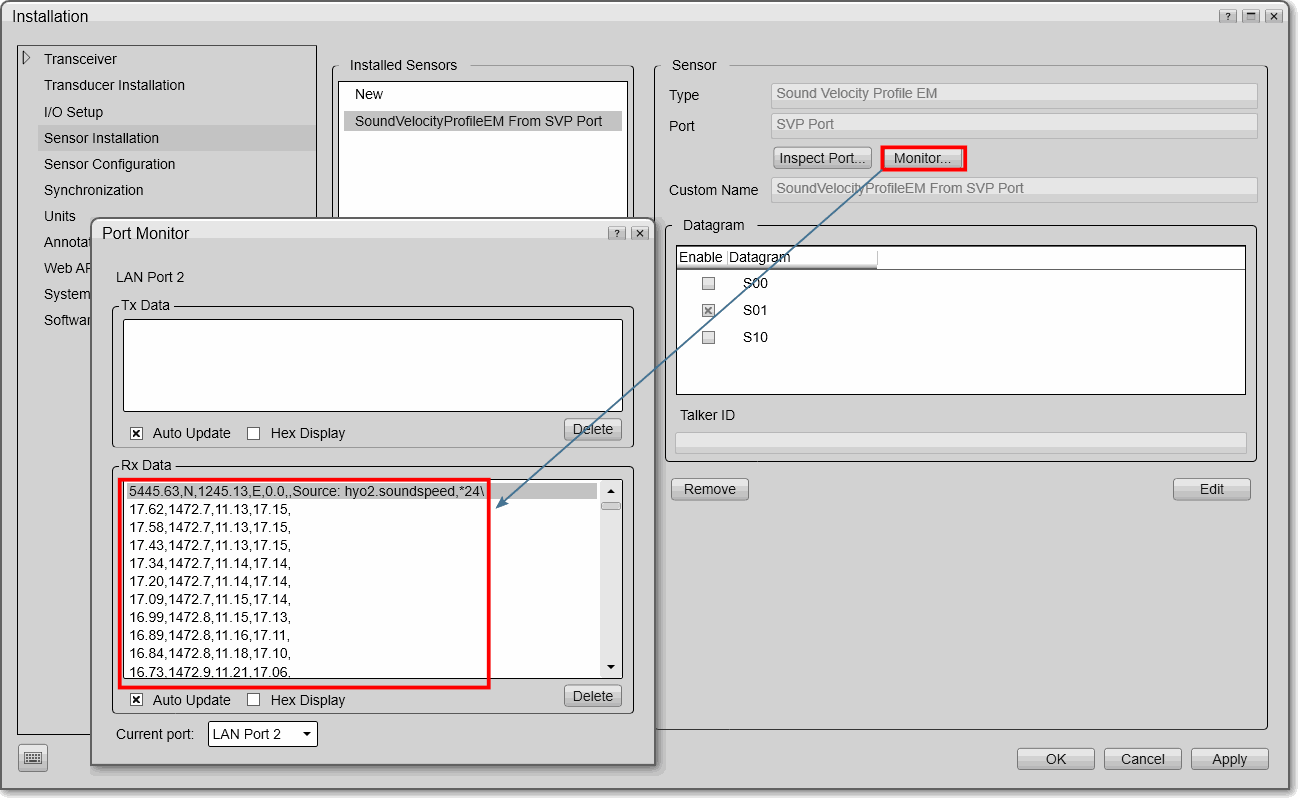 Installation
Transceiver
Transducer Installation
I/O Setup
Sensor Installation
Sensor Configuration
Synchronization
Units
Annotat
Web AP
System
Softwar
Installed Sensors
New
SoundVelocityProfileEM From SVP Port
Sensor
Type
Sound Velocity Profile EM
Port
SVP Port
Inspect Port...
Monitor...
Custom Name
SoundVelocityProfileEM From SVP Port
Datagram
Enable
Datagram
S00
S01
S10
Talker ID
Remove
Edit
Port Monitor
LAN Port 2
Tx Data
Auto Update
Hex Display
Delete
Rx Data
5445.63,N,1245.13,E,0.0,,Source: hyo2.soundspeed,*24\
17.62,1472.7,11.13,17.15,
17.58,1472.7,11.13,17.15,
17.43,1472.7,11.13,17.15,
17.34,1472.7,11.14,17.14,
17.20,1472.7,11.14,17.14,
17.09,1472.7,11.15,17.14,
16.99,1472.8,11.15,17.13,
16.89,1472.8,11.16,17.11,
16.84,1472.8,11.18,17.10,
16.73,1472.9,11.21,17.06,
Auto Update
Hex Display
Delete
Current port:
LAN Port 2
OK
Cancel
Apply